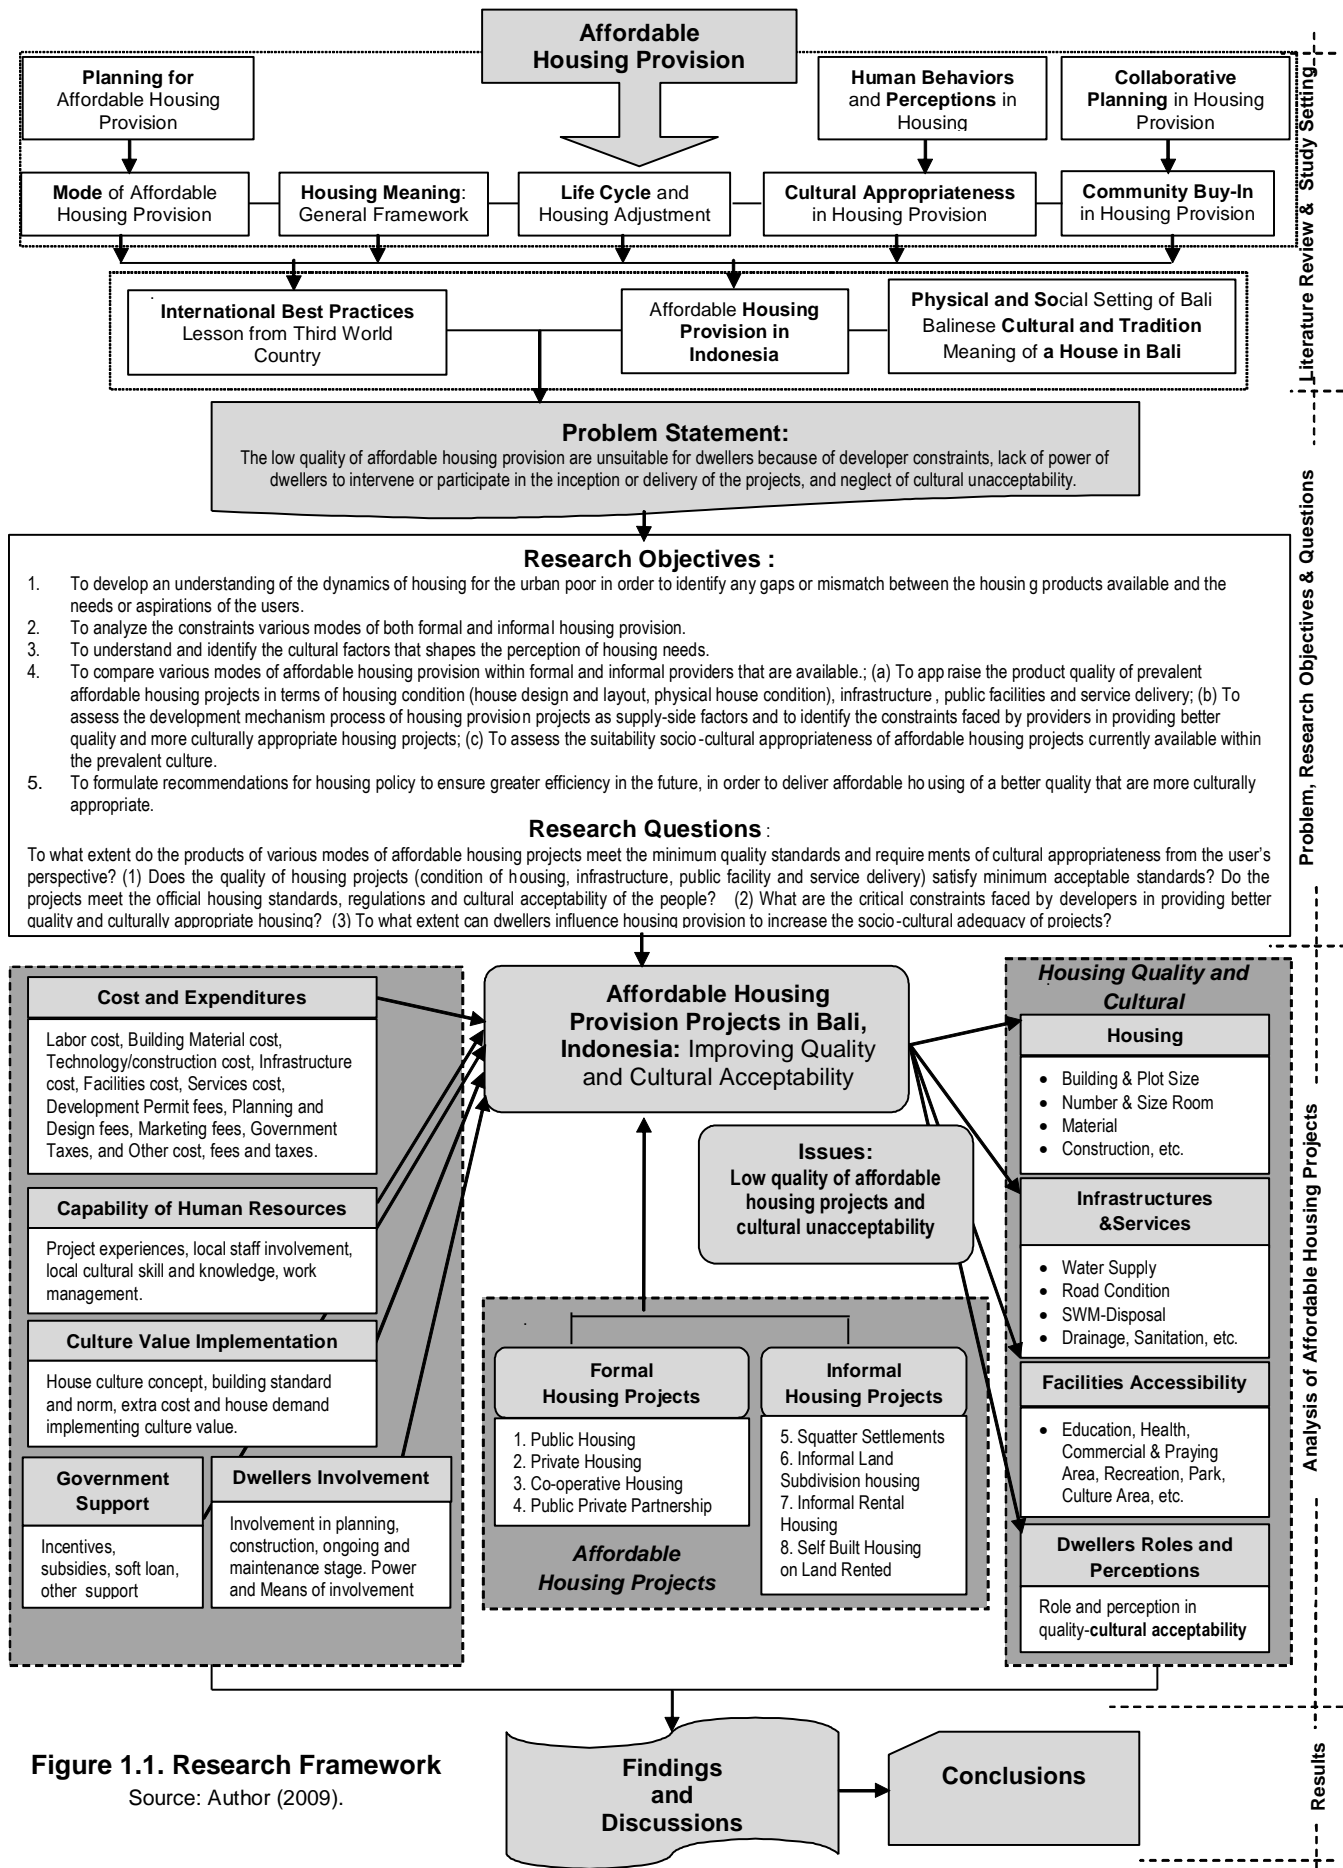 Affordable
Housing Provision
Planning for
Affordable Housing
Provision
Human Behaviors
and Perceptions in
Housing
Collaborative
Planning in Housing
Provision
Mode of Affordable
Housing Provision
Housing Meaning:
General Framework
Life Cycle and
Housing Adjustment
Cultural Appropriateness
in Housing Provision
Community Buy-In
in Housing Provision
International Best Practices
Lesson from Third World
Country
Affordable Housing
Provision in
Indonesia
Physical and Social Setting of Bali
Balinese Cultural and Tradition
Meaning of a House in Bali
Literature Review & Study Setting
Problem Statement:
The low quality of affordable housing provision are unsuitable for dwellers because of developer constraints, lack of power of
dwellers to intervene or participate in the inception or delivery of the projects, and neglect of cultural unacceptability.
Research Objectives :
1. To develop an understanding of the dynamics of housing for the urban poor in order to identify any gaps or mismatch between the housin g products available and the
needs or aspirations of the users.
2. To analyze the constraints various modes of both formal and informal housing provision.
3. To understand and identify the cultural factors that shapes the perception of housing needs.
4. To compare various modes of affordable housing provision within formal and informal providers that are available.; (a) To app raise the product quality of prevalent
affordable housing projects in terms of housing condition (house design and layout, physical house condition), infrastructure , public facilities and service delivery; (b) To
assess the development mechanism process of housing provision projects as supply-side factors and to identify the constraints faced by providers in providing better
quality and more culturally appropriate housing projects; (c) To assess the suitability socio-cultural appropriateness of affordable housing projects currently available within
the prevalent culture.
5. To formulate recommendations for housing policy to ensure greater efficiency in the future, in order to deliver affordable ho using of a better quality that are more culturally
appropriate.
Research Questions :
To what extent do the products of various modes of affordable housing projects meet the minimum quality standards and require ments of cultural appropriateness from the user's
perspective? (1) Does the quality of housing projects (condition of housing, infrastructure, public facility and service delivery) satisfy minimum acceptable standards? Do the
projects meet the official housing standards, regulations and cultural acceptability of the people? (2) What are the critical constraints faced by developers in providing better
quality and culturally appropriate housing? (3) To what extent can dwellers influence housing provision to increase the socio-cultural adequacy of projects?
Problem, Research Objectives & Questions
Cost and Expenditures
Labor cost, Building Material cost,
Technology/construction cost, Infrastructure
cost, Facilities cost, Services cost,
Development Permit fees, Planning and
Design fees, Marketing fees, Government
Taxes, and Other cost, fees and taxes.
Capability of Human Resources
Project experiences, local staff involvement,
local cultural skill and knowledge, work
management.
Culture Value Implementation
House culture concept, building standard
and norm, extra cost and house demand
implementing culture value.
Government
Support
Incentives,
subsidies, soft loan,
other support
Dwellers Involvement
Involvement in planning,
construction, ongoing and
maintenance stage. Power
and Means of involvement
Affordable Housing
Provision Projects in Bali,
Indonesia: Improving Quality
and Cultural Acceptability
Issues:
Low quality of affordable
housing projects and
cultural unacceptability
Formal
Housing Projects
1. Public Housing
2. Private Housing
3. Co-operative Housing
4. Public Private Partnership
Informal
Housing Projects
5. Squatter Settlements
6. Informal Land
Subdivision housing
7. Informal Rental
Housing
8. Self Built Housing
on Land Rented
Affordable
Housing Projects
Housing Quality and
Cultural
Housing
• Building & Plot Size
• Number & Size Room
• Material
• Construction, etc.
Infrastructures
&Services
• Water Supply
• Road Condition
• SWM-Disposal
• Drainage, Sanitation, etc.
Facilities Accessibility
• Education, Health,
Commercial & Praying
Area, Recreation, Park,
Culture Area, etc.
Dwellers Roles and
Perceptions
Role and perception in
quality-cultural acceptability
Analysis of Affordable Housing Projects
Findings
and
Discussions
Conclusions
Results
Figure 1.1. Research Framework
Source: Author (2009).